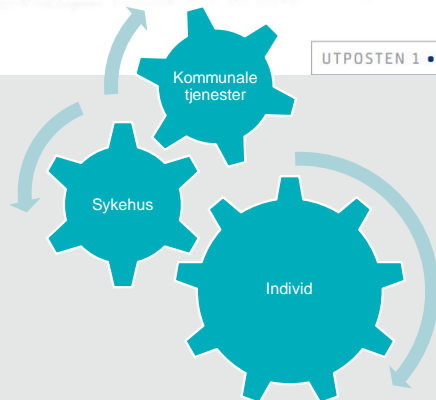 UTPOSTEN 1 •
Kommunale
tjenester
Sykehus
Individ